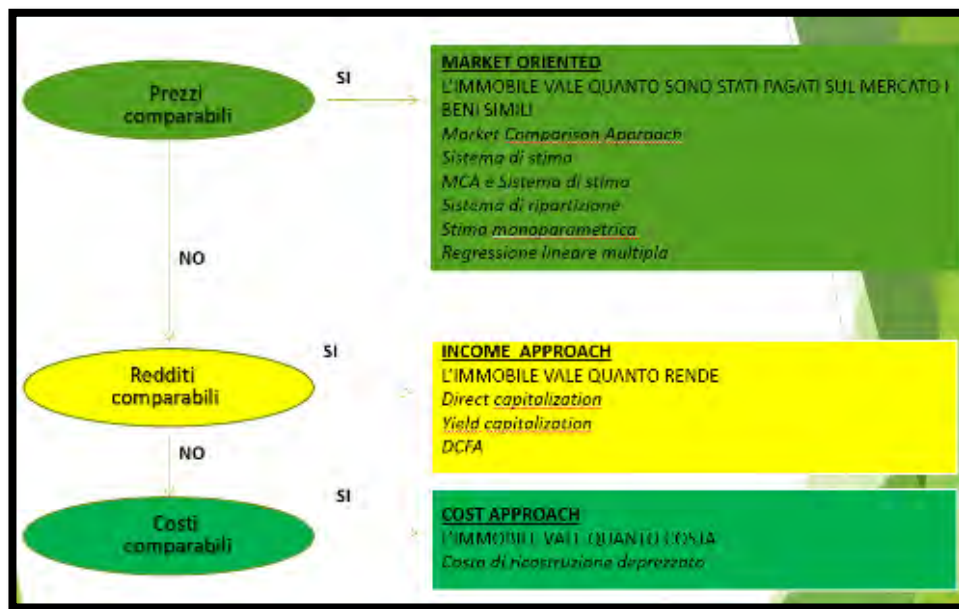 Prezzi
comparabili
SI
MARKET ORIENTED
L'IMMOBILE VALE QUANTO SONO STATI PAGATI SUL MERCATO I
BENI SIMILI
Market Comparison Approach
Sistema di stima
MCA e Sistema di stima
Sistema di ripartizione
Stima monoparametrica
Regressione lineare multipla
NO
Redditi
comparabili
SI
INCOME APPROACH
L'IMMOBILE VALE QUANTO RENDE
Direct capitalization
Yield capitalization
DCFA
NO
Costi
comparabili
SI
COST APPROACH
L'IMMOBILE VALE QUANTO COSTA
Costo di ricostruzione deprezzato